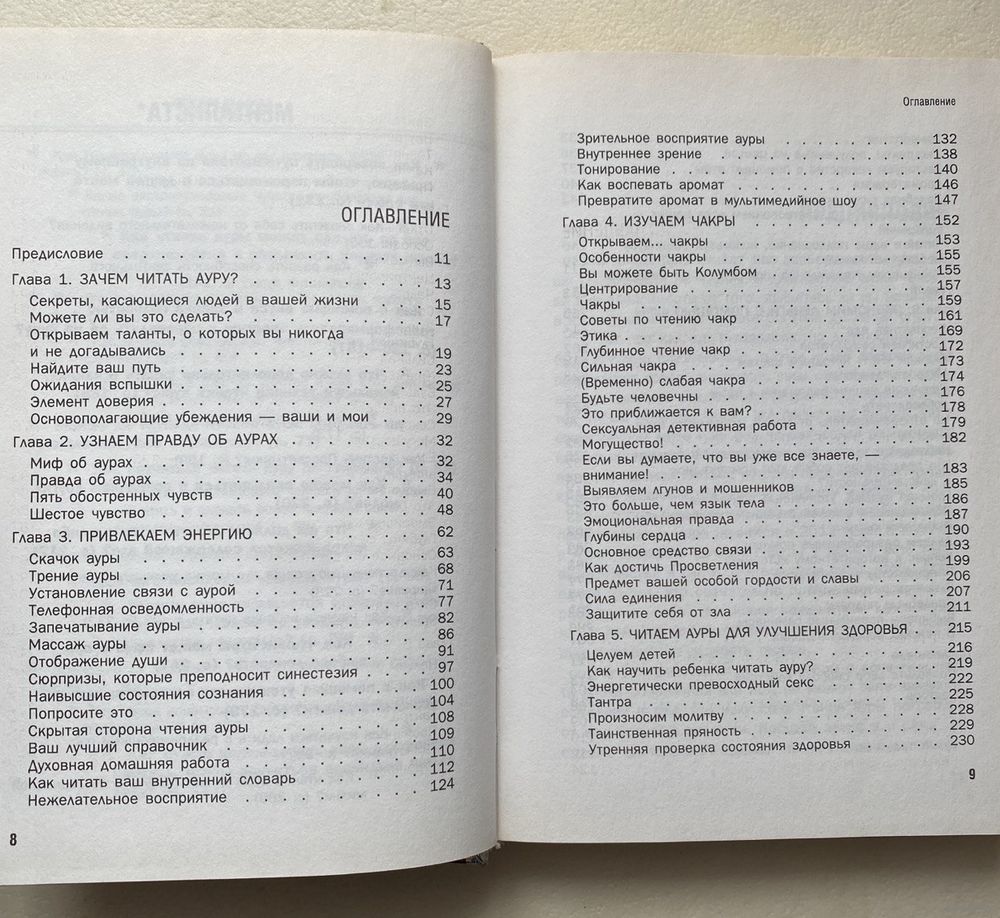 ОГЛАВЛЕНИЕ
Предисловие . . . . . . . . . . . . . . . . . . . . 11
Глава 1. ЗАЧЕМ ЧИТАТЬ АУРУ? . . . . . . . . . . . 13
Секреты, касающиеся людей в вашей жизни . . . . 15
Можете ли вы это сделать? . . . . . . . . . . . 17
Открываем таланты, о которых вы никогда
и не догадывались . . . . . . . . . . . . . . . 19
Найдите ваш путь . . . . . . . . . . . . . . . 23
Ожидания вспышки . . . . . . . . . . . . . . . 25
Элемент доверия . . . . . . . . . . . . . . . . 27
Основополагающие убеждения — ваши и мои . . . . 29
Глава 2. УЗНАЕМ ПРАВДУ ОБ АУРАХ . . . . . . . . . 32
Миф об аурах . . . . . . . . . . . . . . . . . 32
Правда об аурах . . . . . . . . . . . . . . . . 34
Пять обостренных чувств . . . . . . . . . . . . 40
Шестое чувство . . . . . . . . . . . . . . . . 48
Глава 3. ПРИВЛЕКАЕМ ЭНЕРГИЮ . . . . . . . . . . . 62
Скачок ауры . . . . . . . . . . . . . . . . . . 63
Трение ауры . . . . . . . . . . . . . . . . . . 68
Установление связи с аурой . . . . . . . . . . 71
Телефонная осведомленность . . . . . . . . . . 77
Запечатывание ауры . . . . . . . . . . . . . . 82
Массаж ауры . . . . . . . . . . . . . . . . . . 86
Отображение души . . . . . . . . . . . . . . . 91
Сюрпризы, которые преподносит синестезия . . . . 97
Наивысшие состояния сознания . . . . . . . . . 100
Попросите это . . . . . . . . . . . . . . . . . 104
Скрытая сторона чтения ауры . . . . . . . . . . 108
Ваш лучший справочник . . . . . . . . . . . . . 109
Духовная домашняя работа . . . . . . . . . . . 110
Как читать ваш внутренний словарь . . . . . . . 112
Нежелательное восприятие . . . . . . . . . . . 124
8
Оглавление
Зрительное восприятие ауры . . . . . . . . . . 132
Внутреннее зрение . . . . . . . . . . . . . . . 138
Тонирование . . . . . . . . . . . . . . . . . . 140
Как воспевать аромат . . . . . . . . . . . . . 146
Превратите аромат в мультимедийное шоу . . . . . 147
Глава 4. ИЗУЧАЕМ ЧАКРЫ . . . . . . . . . . . . . 152
Открываем... чакры . . . . . . . . . . . . . . 153
Особенности чакры . . . . . . . . . . . . . . . 155
Вы можете быть Колумбом . . . . . . . . . . . . 155
Центрирование . . . . . . . . . . . . . . . . . 157
Чакры . . . . . . . . . . . . . . . . . . . . . 159
Советы по чтению чакр . . . . . . . . . . . . . 161
Этика . . . . . . . . . . . . . . . . . . . . . 169
Глубинное чтение чакр . . . . . . . . . . . . . 172
Сильная чакра . . . . . . . . . . . . . . . . . 173
(Временно) слабая чакра . . . . . . . . . . . . 174
Будьте человечны . . . . . . . . . . . . . . . 176
Это приближается к вам? . . . . . . . . . . . . 178
Сексуальная детективная работа . . . . . . . . 179
Могущество! . . . . . . . . . . . . . . . . . . 182
Если вы думаете, что вы уже все знаете, —
внимание! . . . . . . . . . . . . . . . . . . . 183
Выявляем лгунов и мошенников . . . . . . . . . 185
Это больше, чем язык тела . . . . . . . . . . . 186
Эмоциональная правда . . . . . . . . . . . . . 187
Глубины сердца . . . . . . . . . . . . . . . . 190
Основное средство связи . . . . . . . . . . . . 193
Как достичь Просветления . . . . . . . . . . . 199
Предмет вашей особой гордости и славы . . . . . 206
Сила единения . . . . . . . . . . . . . . . . . 207
Защитите себя от зла . . . . . . . . . . . . . 211
Глава 5. ЧИТАЕМ АУРЫ ДЛЯ УЛУЧШЕНИЯ ЗДОРОВЬЯ . . 215
Целуем детей . . . . . . . . . . . . . . . . . 216
Как научить ребенка читать ауру? . . . . . . . 219
Энергетически превосходный секс . . . . . . . . 222
Тантра . . . . . . . . . . . . . . . . . . . . 225
Произносим молитву . . . . . . . . . . . . . . 228
Таинственная пряность . . . . . . . . . . . . . 229
Утренняя проверка состояния здоровья . . . . . . 230
9